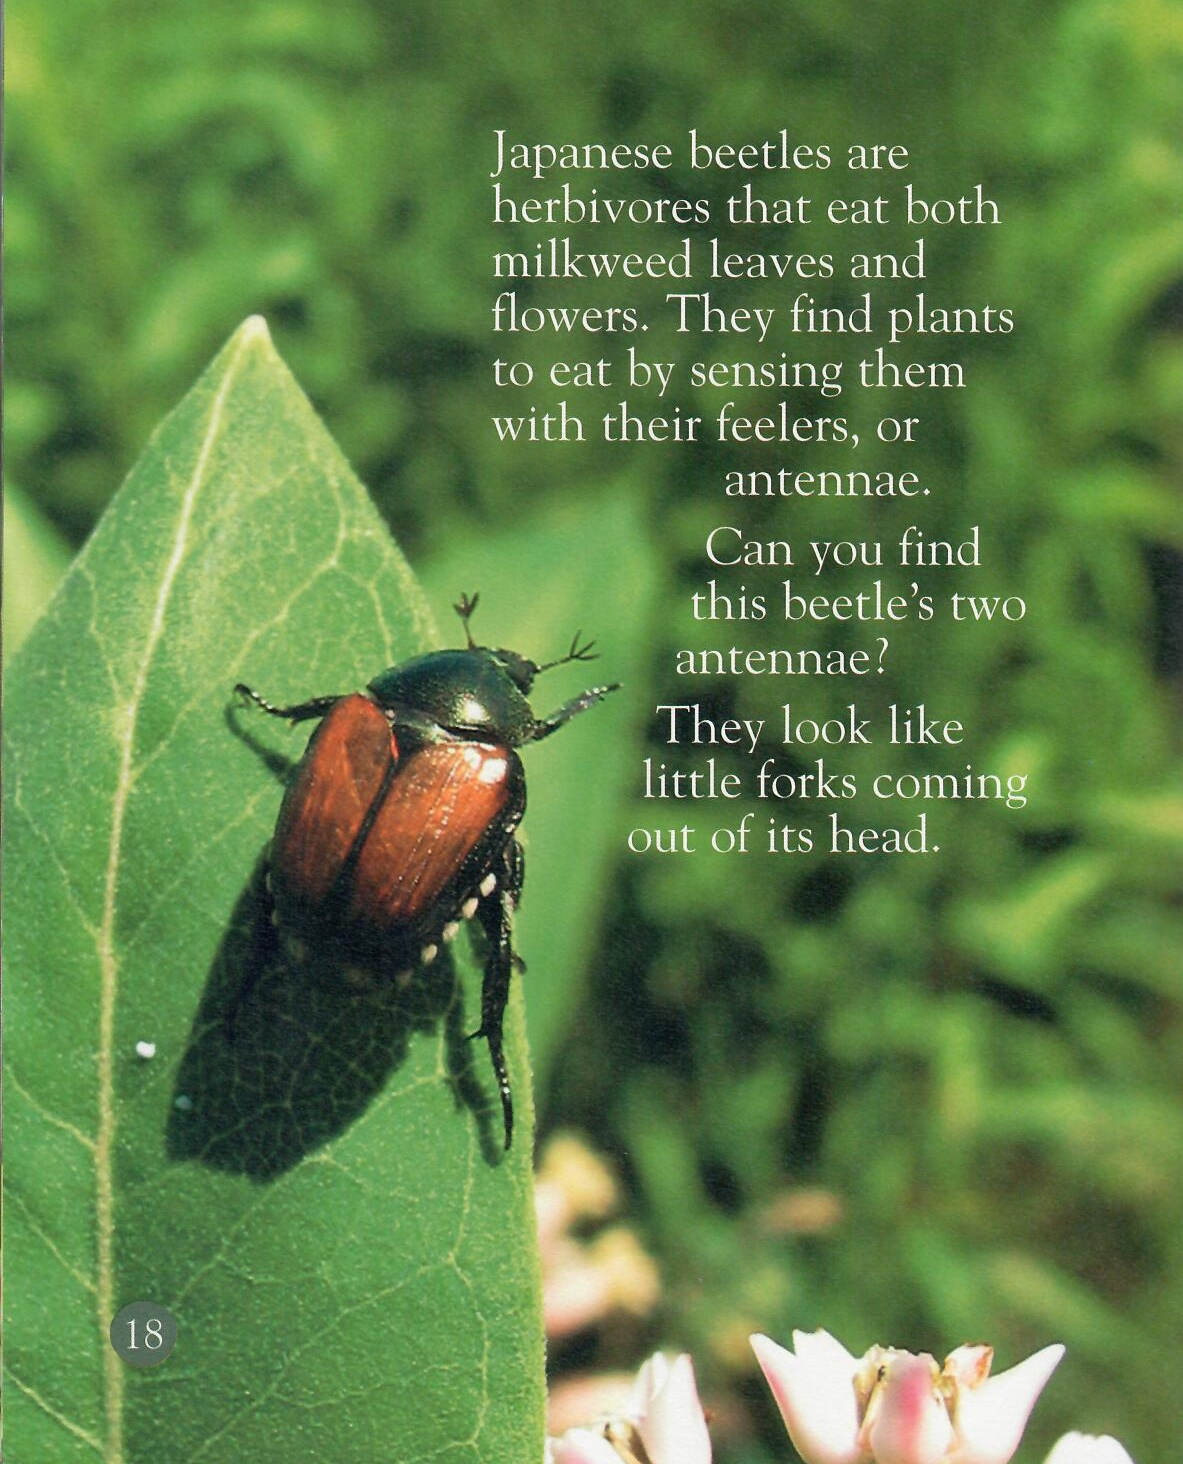 Japanese beetles are
herbivores that eat both
milkweed leaves and
flowers. They find plants
to eat by sensing them
with their feelers, or
antennae.
Can you find
this beetle's two
antennae?
They look like
little forks coming
out of its head.
18